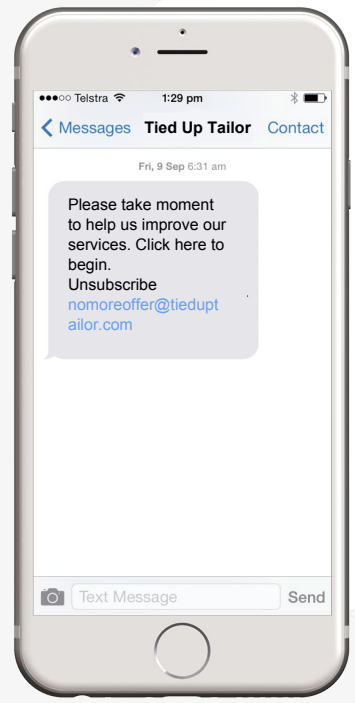 ●●●○○ Telstra 1:29 pm
Messages Tied Up Tailor Contact
Fri, 9 Sep 6:31 am
Please take moment
to help us improve our
services. Click here to
begin.
Unsubscribe
nomoreoffer@tiedupt
ailor.com
Text Message Send